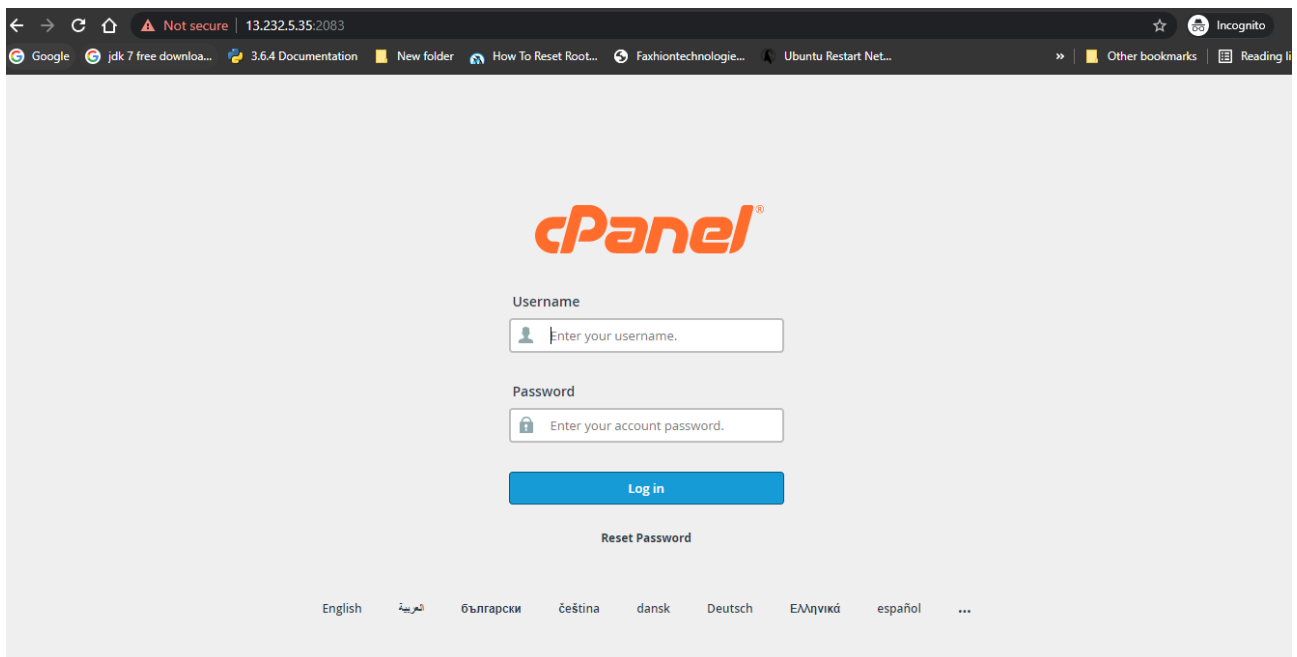 Not secure | 13.232.5.35:2083 Incognito
Google jdk 7 free downloa... 3.6.4 Documentation New folder How To Reset Root... Faxhiontechnologie... Ubuntu Restart Net... » Other bookmarks Reading li
cPanel®
Username
Enter your username.
Password
Enter your account password.
Log in
Reset Password
English العربية български čeština dansk Deutsch Ελληνικά español ...